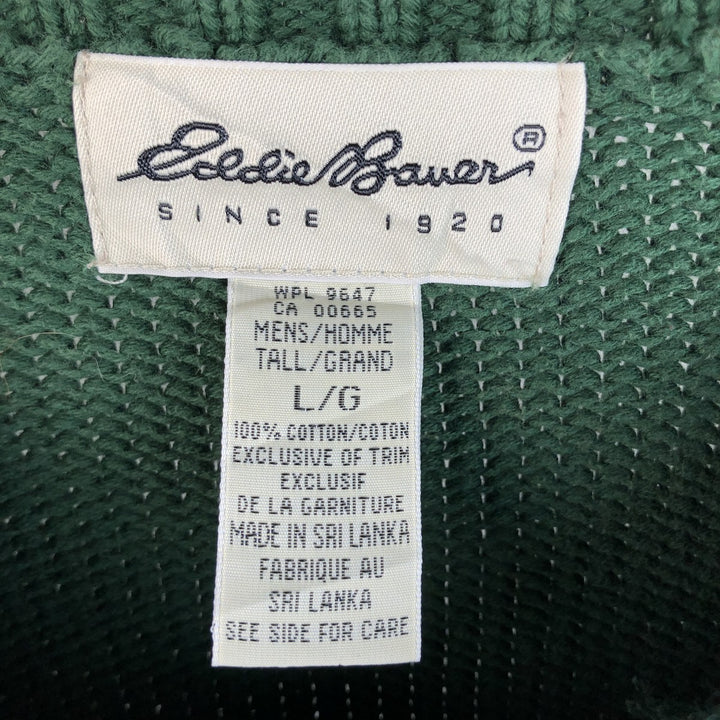 Eddie Bauer®
SINCE 1920
WPL 9647
CA 00665
MENS/HOMME
TALL/GRAND
L/G
100% COTTON/COTON
EXCLUSIVE OF TRIM
EXCLUSIF
DE LA GARNITURE
MADE IN SRI LANKA
FABRIQUE AU
SRI LANKA
SEE SIDE FOR CARE